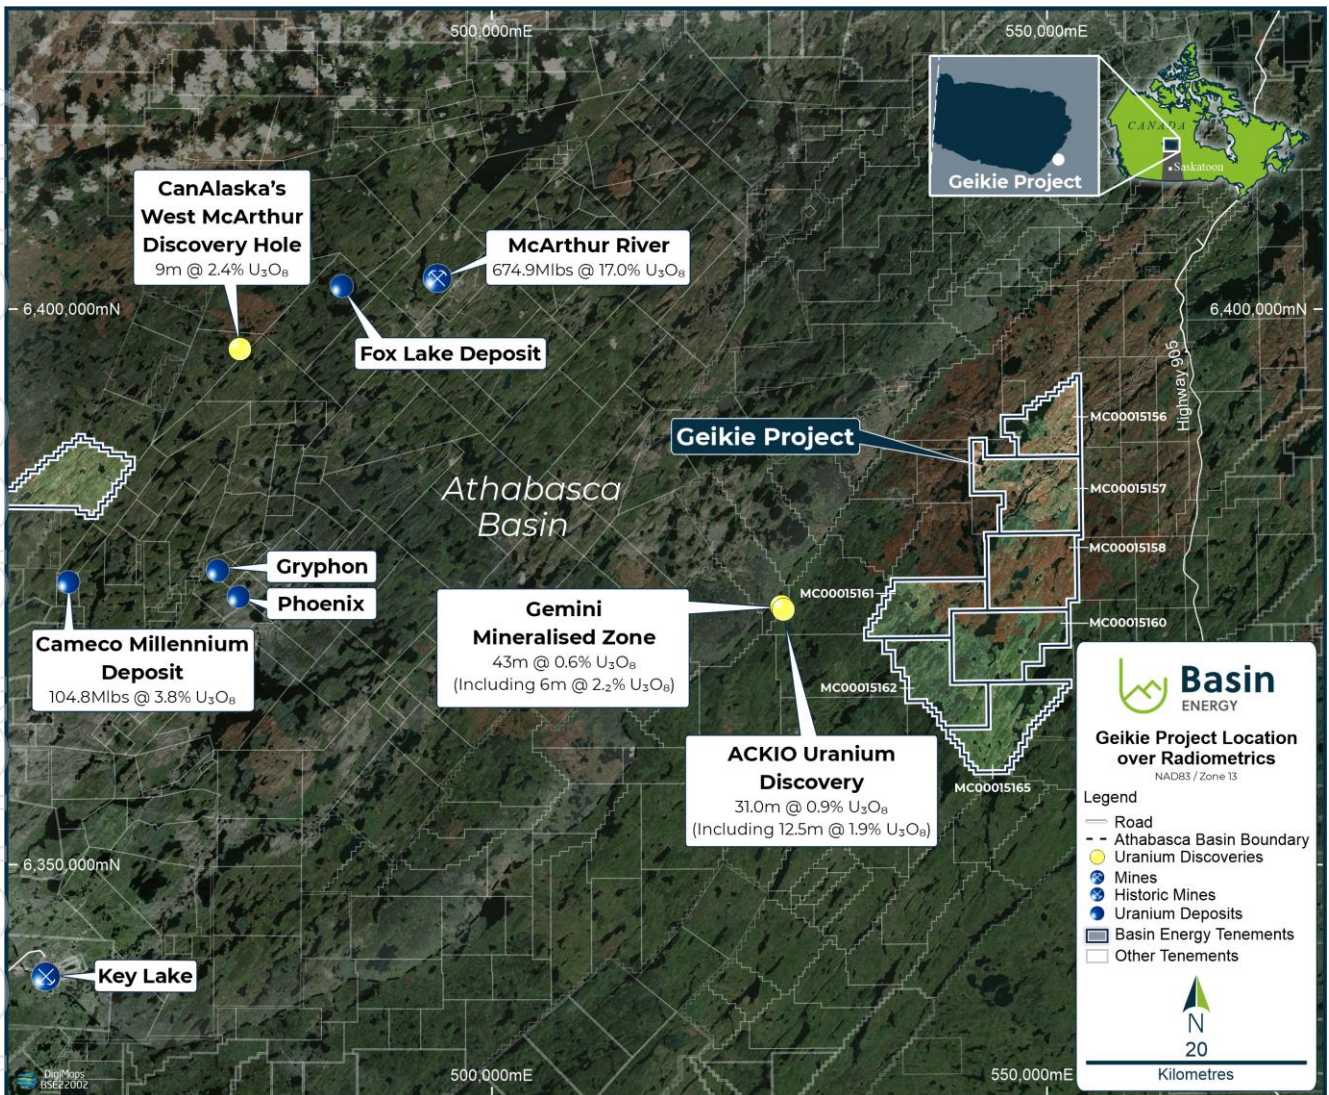 500,000mE
550,000mE
CANADA
Saskatoon
Geikie Project
CanAlaska's
West McArthur
Discovery Hole
9m @ 2.4% U₃O₈
McArthur River
674.9Mlbs @ 17.0% U₃O₈
6,400,000mN
6,400,000mN
Fox Lake Deposit
Highway 905
MC00015156
Geikie Project
MC00015157
Athabasca
Basin
MC00015158
Gryphon
Phoenix
MC00015161
Gemini
Mineralised Zone
43m @ 0.6% U₃O₈
(Including 6m @ 2.₂% U₃O₈)
MC00015160
Cameco Millennium
Deposit
104.8Mlbs @ 3.8% U₃O₈
MC00015162
ACKIO Uranium
Discovery
31.0m @ 0.9% U₃O₈
(Including 12.5m @ 1.9% U₃O₈)
MC00015165
6,350,000mN
Key Lake
Basin
ENERGY
Geikie Project Location
over Radiometrics
NAD83 / Zone 13
Legend
Road
Athabasca Basin Boundary
Uranium Discoveries
Mines
Historic Mines
Uranium Deposits
Basin Energy Tenements
Other Tenements
N
20
Kilometres
DigiMaps
BSE22002
500,000mE
550,000mE